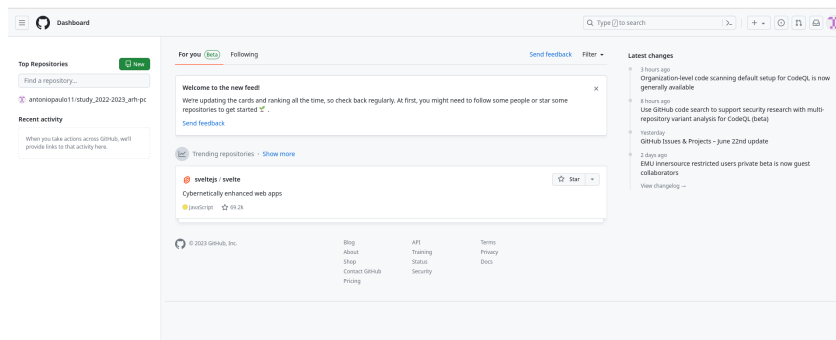 Dashboard
Type / to search
Top Repositories
New
Find a repository...
antoniopaulo11/study_2022-2023_arh-pc
Recent activity
When you take actions across GitHub, we'll
provide links to that activity here.
For you Beta Following
Send feedback Filter
Welcome to the new feed!
We're updating the cards and ranking all the time, so check back regularly. At first, you might need to follow some people or star some
repositories to get started 🌱 .
Send feedback
Trending repositories · Show more
sveltejs / svelte
Star
Cybernetically enhanced web apps
JavaScript 69.2k
© 2023 GitHub, Inc.
Blog
About
Shop
Contact GitHub
Pricing
API
Training
Status
Security
Terms
Privacy
Docs
Latest changes
3 hours ago
Organization-level code scanning default setup for CodeQL is now
generally available
8 hours ago
Use GitHub code search to support security research with multi-
repository variant analysis for CodeQL (beta)
Yesterday
GitHub Issues & Projects – June 22nd update
2 days ago
EMU innersource restricted users private beta is now guest
collaborators
View changelog →